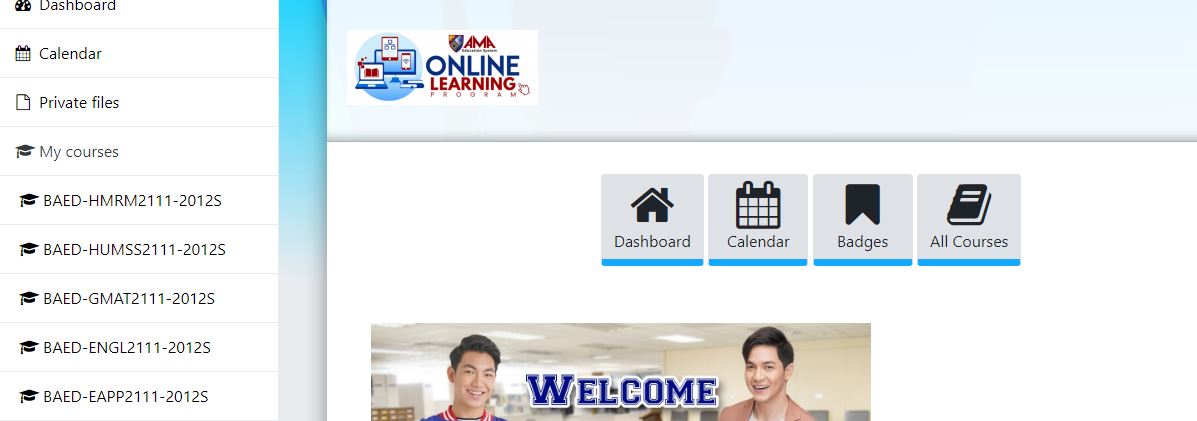 Dashboard
Calendar
Private files
My courses
BAED-HMRM2111-2012S
BAED-HUMSS2111-2012S
BAED-GMAT2111-2012S
BAED-ENGL2111-2012S
BAED-EAPP2111-2012S
AMA
Education System
ONLINE
LEARNING
PROGRAM
Dashboard Calendar Badges All Courses
WELCOME